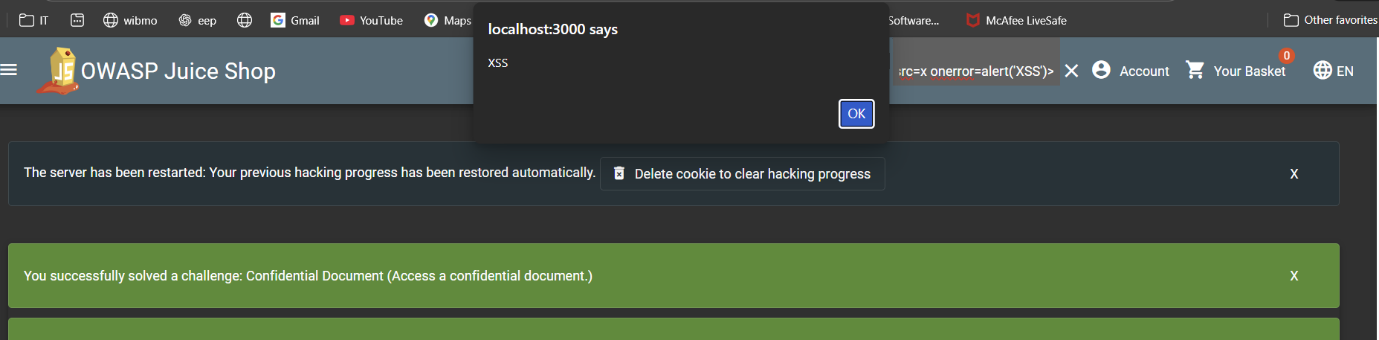 IT wibmo eep Gmail YouTube Maps Software... McAfee LiveSafe Other favorites
localhost:3000 says
XSS
OK
JS OWASP Juice Shop rc=x onerror=alert('XSS')> Account Your Basket 0 EN
The server has been restarted: Your previous hacking progress has been restored automatically. Delete cookie to clear hacking progress X
You successfully solved a challenge: Confidential Document (Access a confidential document.) X